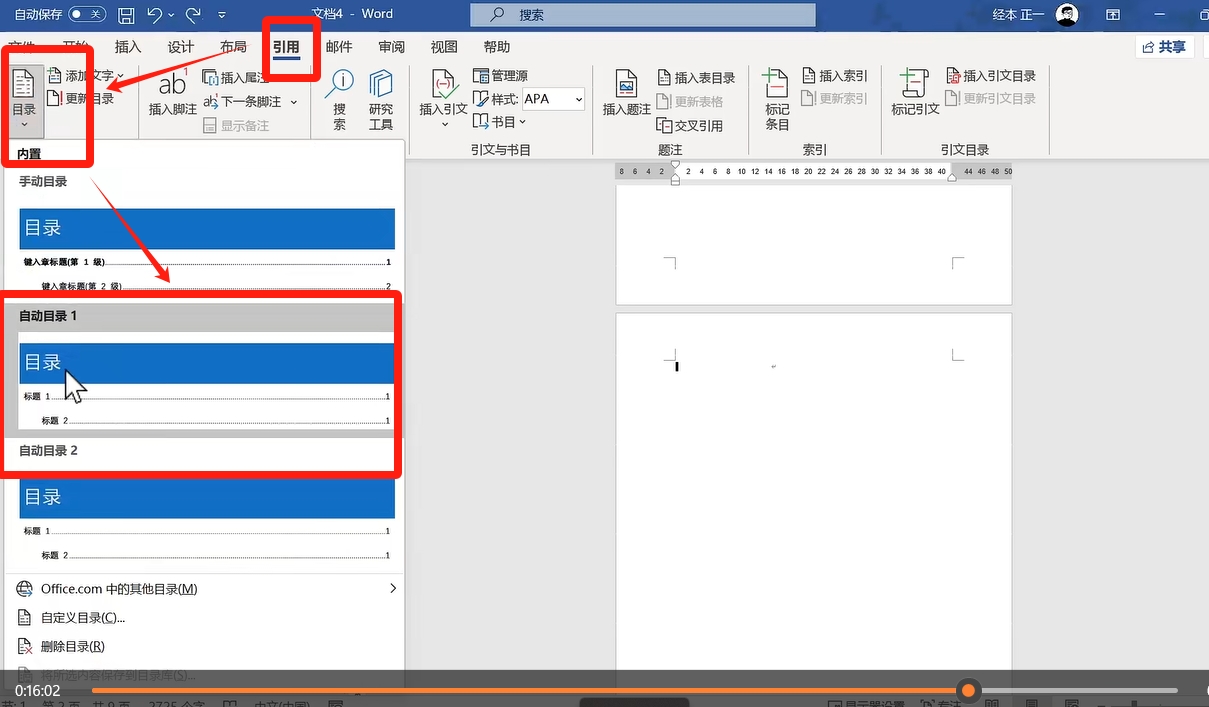 自动保存 关 文档4 - Word 搜索 经本 正一
文件 开始 插入 设计 布局 引用 邮件 审阅 视图 帮助 共享
目录
添加文字
更新目录
ab 1
插入脚注
插入尾注
下一条脚注
显示备注
搜索
研究工具
插入引文
管理源
样式: APA
书目
引文与书目
插入题注
插入表目录
更新表格
交叉引用
题注
标记条目
插入索引
更新索引
索引
标记引文
插入引文目录
更新引文目录
引文目录
内置
手动目录
目录
键入章标题(第 1 级) 1
键入章标题(第 2 级) 2
自动目录 1
目录
标题 1 1
标题 2 1
自动目录 2
目录
标题 1 1
标题 2 1
Office.com 中的其他目录(M)
自定义目录(C)...
删除目录(R)
将所选内容保存到目录库(S)...
8 6 4 2 2 4 6 8 10 12 14 16 18 20 22 24 26 28 30 32 34 36 38 40 44 46 48 50
0:16:02